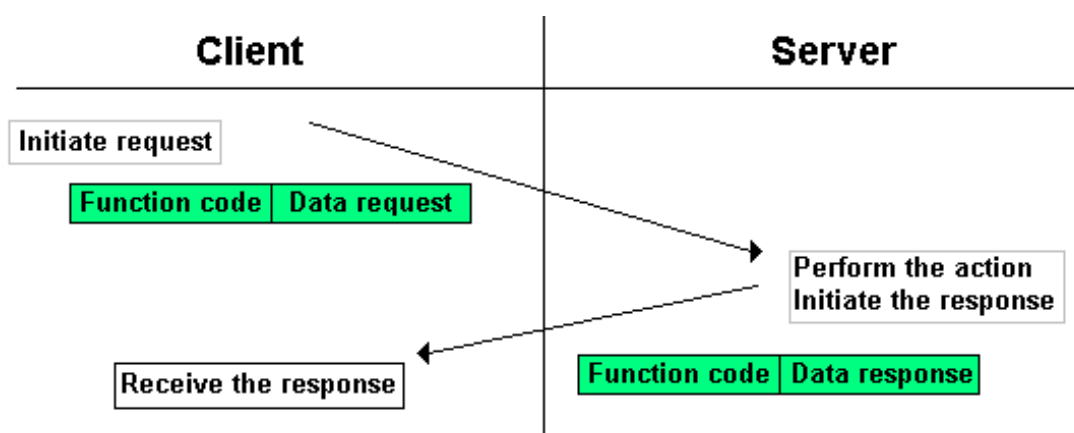 Client
Server
Initiate request
Function code
Data request
Perform the action
Initiate the response
Receive the response
Function code
Data response